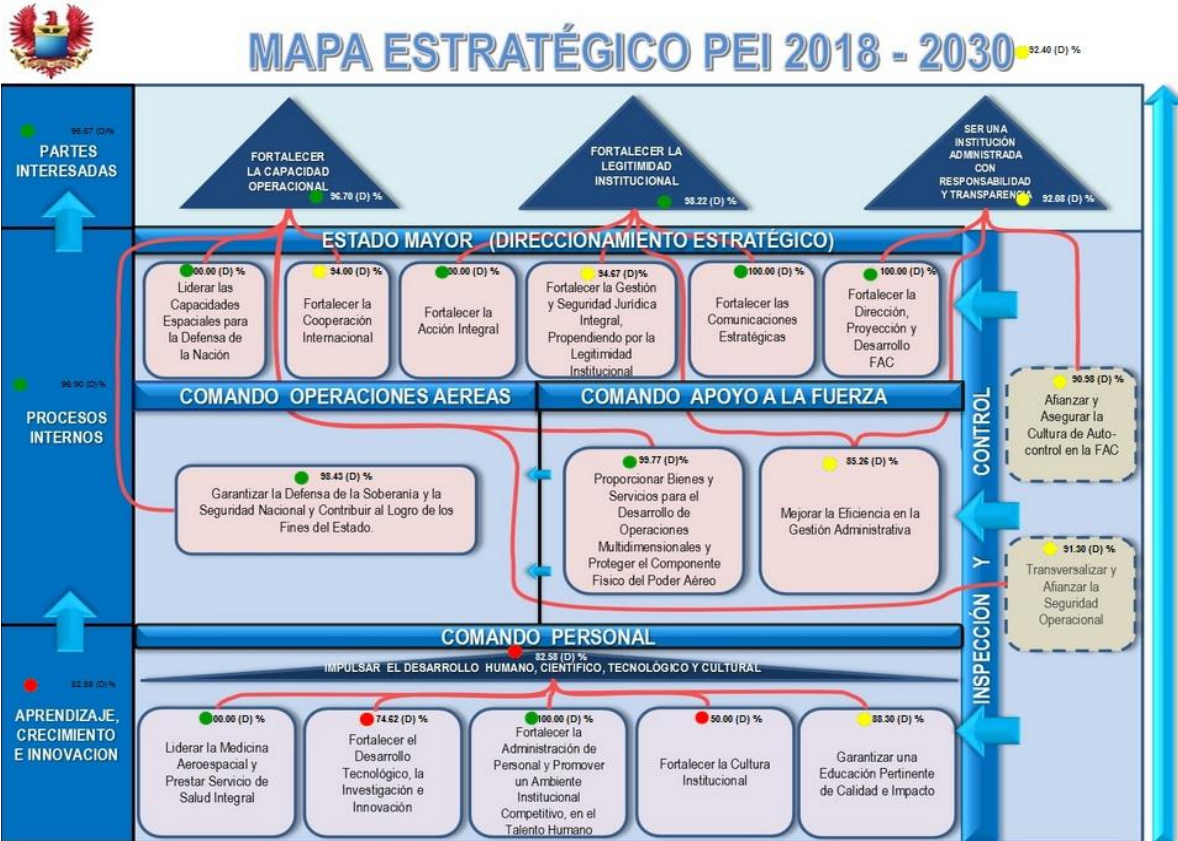 MAPA ESTRATÉGICO PEI 2018 - 2030
92.40 (D) %
PARTES
INTERESADAS
FORTALECER
LA CAPACIDAD
OPERACIONAL
96.70 (D) %
FORTALECER LA
LEGITIMIDAD
INSTITUCIONAL
98.22 (D) %
SER UNA
INSTITUCIÓN
ADMINISTRADA
CON
RESPONSABILIDAD
Y TRANSPARENCIA
92.08 (D) %
ESTADO MAYOR (DIRECCIONAMIENTO ESTRATÉGICO)
00.00 (D) %
Liderar las
Capacidades
Espaciales para
la Defensa de
la Nación
94.00 (D) %
Fortalecer la
Cooperación
Internacional
00.00 (D) %
Fortalecer la
Acción Integral
94.67 (D)%
Fortalecer la Gestión
y Seguridad Jurídica
Integral,
Propendiendo por la
Legitimidad
Institucional
100.00 (D) %
Fortalecer las
Comunicaciones
Estratégicas
100.00 (D) %
Fortalecer la
Dirección,
Proyección y
Desarrollo
FAC
96.90 (D)%
PROCESOS
INTERNOS
COMANDO OPERACIONES AEREAS
COMANDO APOYO A LA FUERZA
98.43 (D) %
Garantizar la Defensa de la Soberanía y la
Seguridad Nacional y Contribuir al Logro de los
Fines del Estado.
99.77 (D)%
Proporcionar Bienes y
Servicios para el
Desarrollo de
Operaciones
Multidimensionales y
Proteger el Componente
Físico del Poder Aéreo
85.26 (D) %
Mejorar la Eficiencia en la
Gestión Administrativa
INSPECCIÓN Y CONTROL
90.98 (D) %
Afianzar y
Asegurar la
Cultura de Auto-
control en la FAC
91.30 (D) %
Transversalizar y
Afianzar la
Seguridad
Operacional
COMANDO PERSONAL
82.58 (D) %
IMPULSAR EL DESARROLLO HUMANO, CIENTÍFICO, TECNOLÓGICO Y CULTURAL
82.58 (D)%
APRENDIZAJE,
CRECIMIENTO
E INNOVACION
00.00 (D) %
Liderar la Medicina
Aeroespacial y
Prestar Servicio de
Salud Integral
74.62 (D) %
Fortalecer el
Desarrollo
Tecnológico, la
Investigación e
Innovación
100.00 (D) %
Fortalecer la
Administración de
Personal y Promover
un Ambiente
Institucional
Competitivo, en el
Talento Humano
50.00 (D) %
Fortalecer la Cultura
Institucional
88.30 (D) %
Garantizar una
Educación Pertinente
de Calidad e Impacto